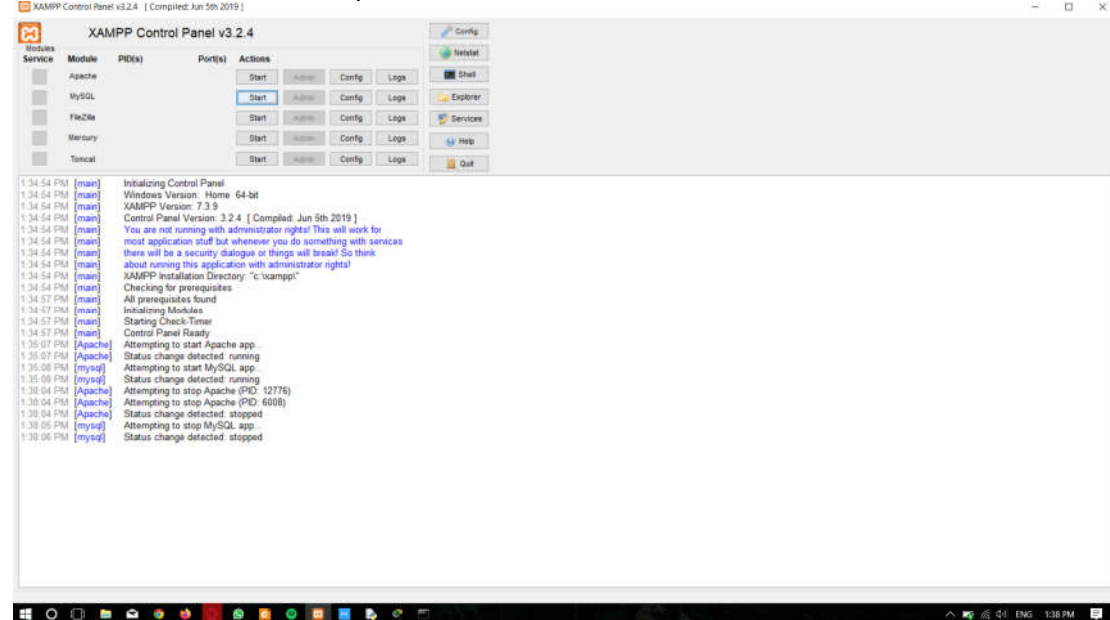 XAMPP Control Panel v3.2.4 [ Compiled: Jun 5th 2019 ]
XAMPP Control Panel v3.2.4
Config
Netstat
Modules
Service Module PID(s) Port(s) Actions
Apache Start Admin Config Logs
Shell
MySQL Start Admin Config Logs
Explorer
FileZilla Start Admin Config Logs
Services
Mercury Start Admin Config Logs
Help
Tomcat Start Admin Config Logs
Quit
1:34:54 PM [main] Initializing Control Panel
1:34:54 PM [main] Windows Version: Home 64-bit
1:34:54 PM [main] XAMPP Version: 7.3.9
1:34:54 PM [main] Control Panel Version: 3.2.4 [ Compiled: Jun 5th 2019 ]
1:34:54 PM [main] You are not running with administrator rights! This will work for
1:34:54 PM [main] most application stuff but whenever you do something with services
1:34:54 PM [main] there will be a security dialogue or things will break! So think
1:34:54 PM [main] about running this application with administrator rights!
1:34:54 PM [main] XAMPP Installation Directory: "c:\xampp\"
1:34:54 PM [main] Checking for prerequisites
1:34:57 PM [main] All prerequisites found
1:34:57 PM [main] Initializing Modules
1:34:57 PM [main] Starting Check-Timer
1:34:57 PM [main] Control Panel Ready
1:35:07 PM [Apache] Attempting to start Apache app...
1:35:07 PM [Apache] Status change detected: running
1:35:08 PM [mysql] Attempting to start MySQL app...
1:35:09 PM [mysql] Status change detected: running
1:38:04 PM [Apache] Attempting to stop Apache (PID: 12776)
1:38:04 PM [Apache] Attempting to stop Apache (PID: 6008)
1:38:04 PM [Apache] Status change detected: stopped
1:38:05 PM [mysql] Attempting to stop MySQL app...
1:38:06 PM [mysql] Status change detected: stopped
ENG 1:38 PM